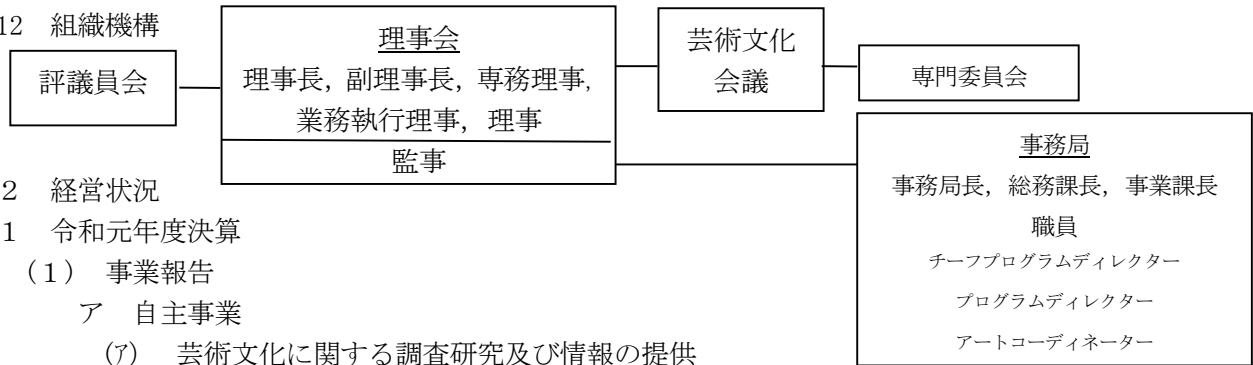 12 組織機構
評議員会
理事会
理事長，副理事長，専務理事，
業務執行理事，理事
監事
芸術文化
会議
専門委員会
事務局
事務局長，総務課長，事業課長
職員
チーフプログラムディレクター
プログラムディレクター
アートコーディネーター
２ 経営状況
１ 令和元年度決算
（１） 事業報告
ア 自主事業
(ｱ) 芸術文化に関する調査研究及び情報の提供